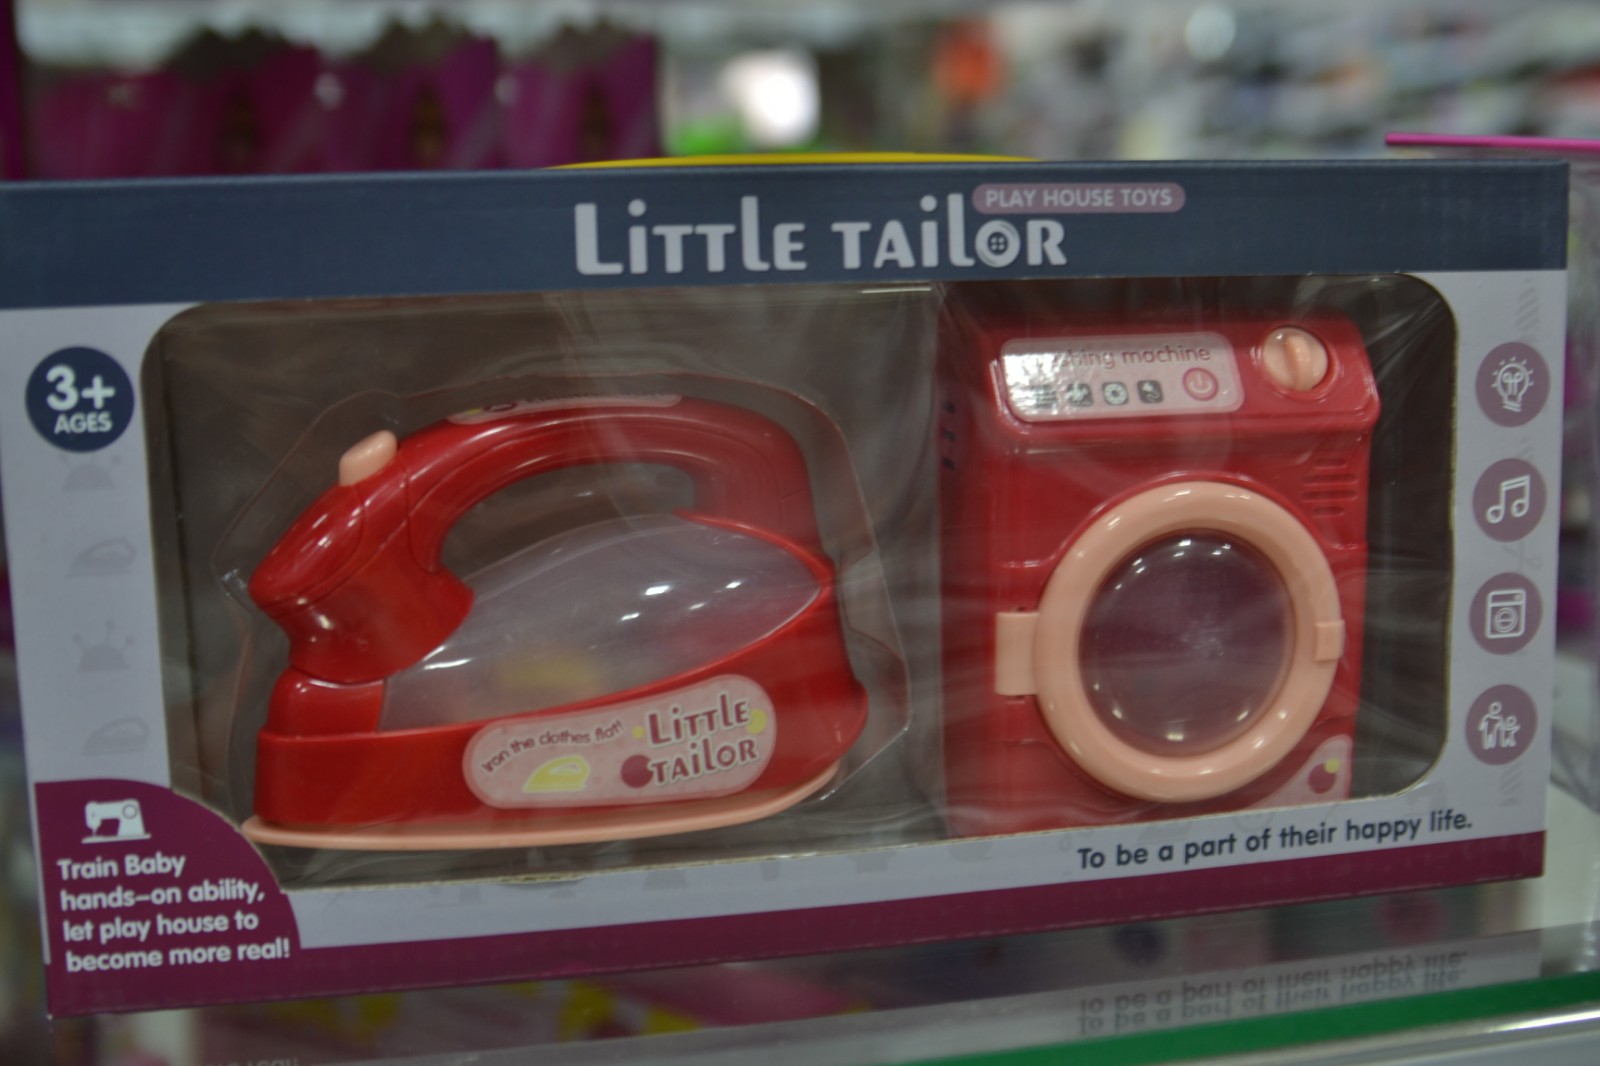 PLAY HOUSE TOYS
LiTTLE TAiLOR
3+
AGES
machine
iron the clothes flat!
LiTTLE
TAiLOR
Train Baby
hands-on ability,
let play house to
become more real!
To be a part of their happy life.